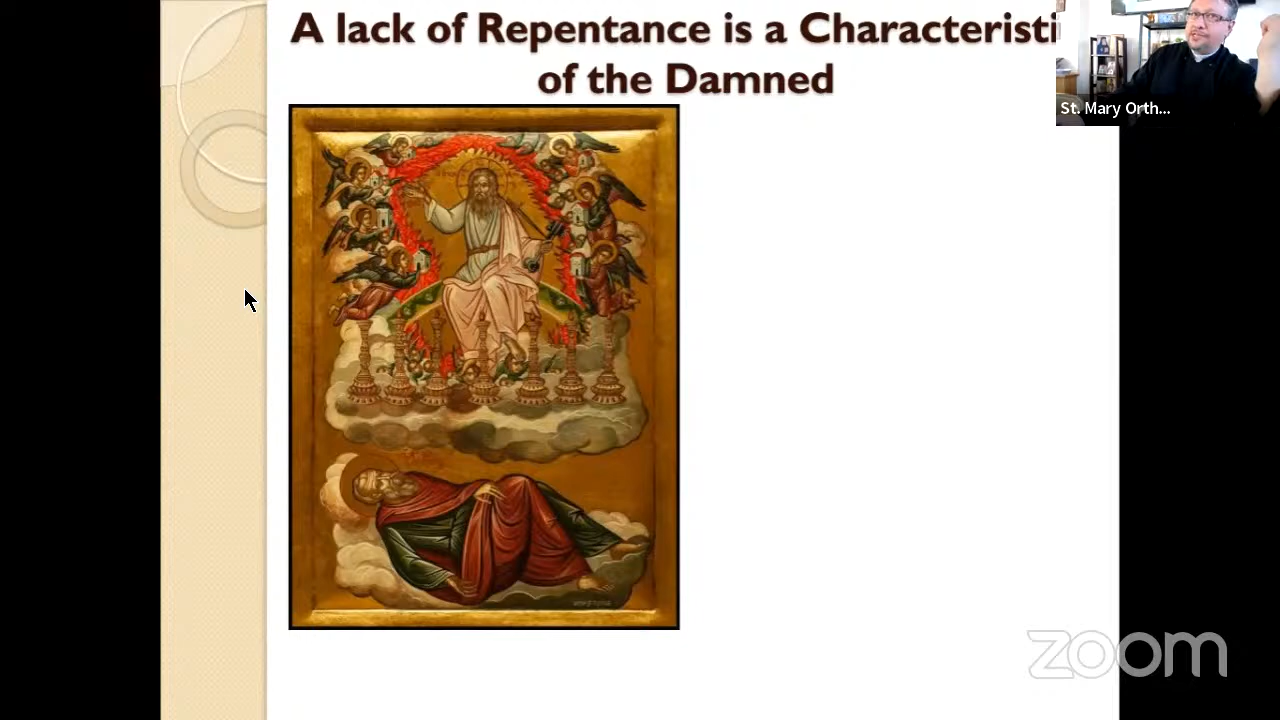 A lack of Repentance is a Characteristi
of the Damned
St. Mary Orth...
zoom